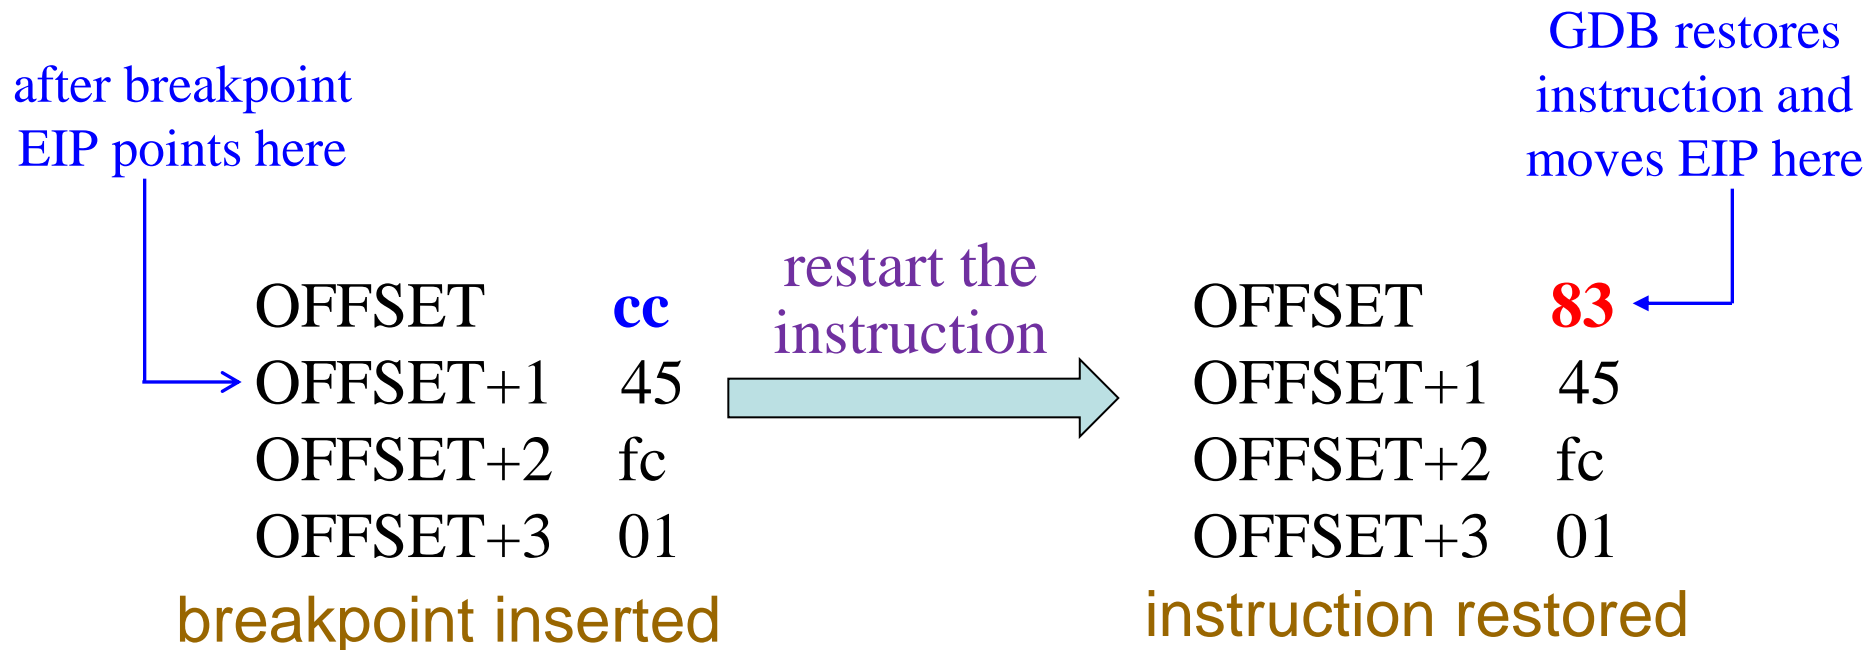 after breakpoint
EIP points here
GDB restores
instruction and
moves EIP here
restart the
instruction
OFFSET cc
OFFSET+1 45
OFFSET+2 fc
OFFSET+3 01
breakpoint inserted
OFFSET 83
OFFSET+1 45
OFFSET+2 fc
OFFSET+3 01
instruction restored